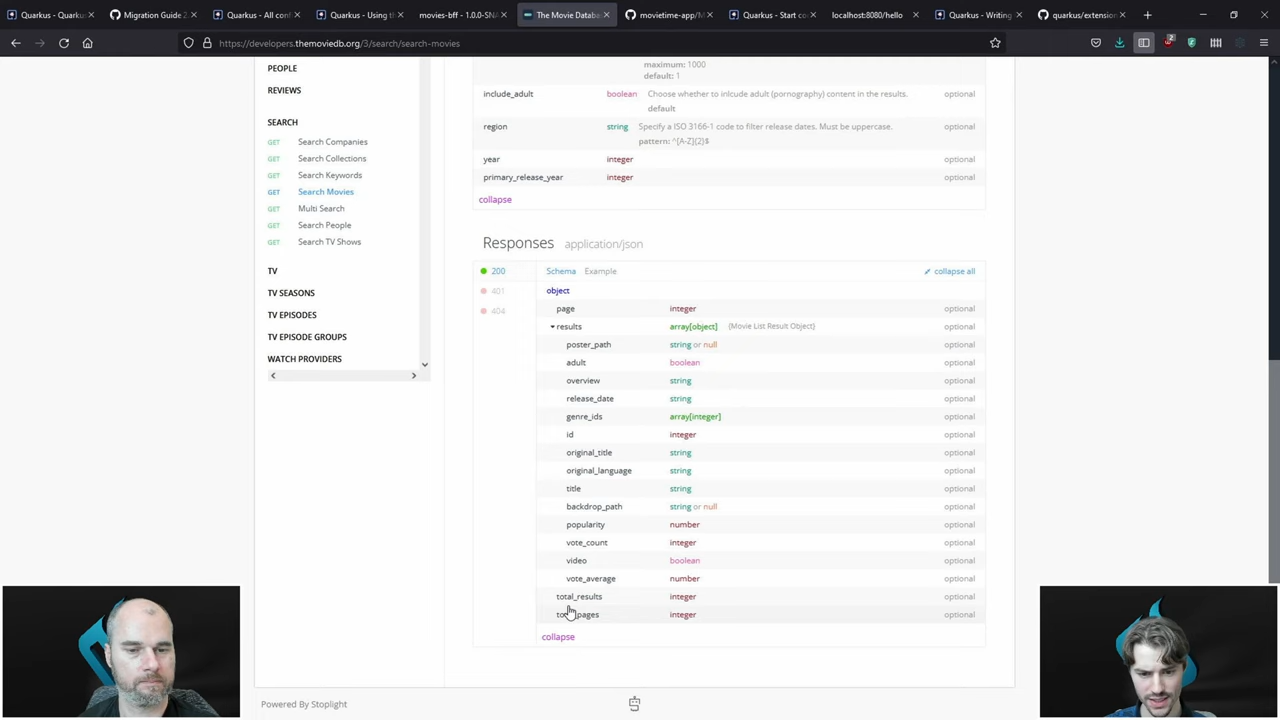 Quarkus - Quarkus
Migration Guide 2
Quarkus - All conf
Quarkus - Using th
movies-bff - 1.0.0-SNA
The Movie Databas
movietime-app/M
Quarkus - Start co
localhost:8080/hello
Quarkus - Writing
quarkus/extension
https://developers.themoviedb.org/3/search/search-movies
2
PEOPLE
REVIEWS
SEARCH
GET Search Companies
GET Search Collections
GET Search Keywords
GET Search Movies
GET Multi Search
GET Search People
GET Search TV Shows
TV
TV SEASONS
TV EPISODES
TV EPISODE GROUPS
WATCH PROVIDERS
maximum: 1000
default: 1
include_adult boolean Choose whether to inlcude adult (pornography) content in the results. optional
default
region string Specify a ISO 3166-1 code to filter release dates. Must be uppercase. optional
pattern: ^[A-Z]{2}$
year integer optional
primary_release_year integer optional
collapse
Responses application/json
200 Schema Example collapse all
401
404
object
page integer optional
results array[object] {Movie List Result Object} optional
poster_path string or null optional
adult boolean optional
overview string optional
release_date string optional
genre_ids array[integer] optional
id integer optional
original_title string optional
original_language string optional
title string optional
backdrop_path string or null optional
popularity number optional
vote_count integer optional
video boolean optional
vote_average number optional
total_results integer optional
total_pages integer optional
collapse
Powered By Stoplight